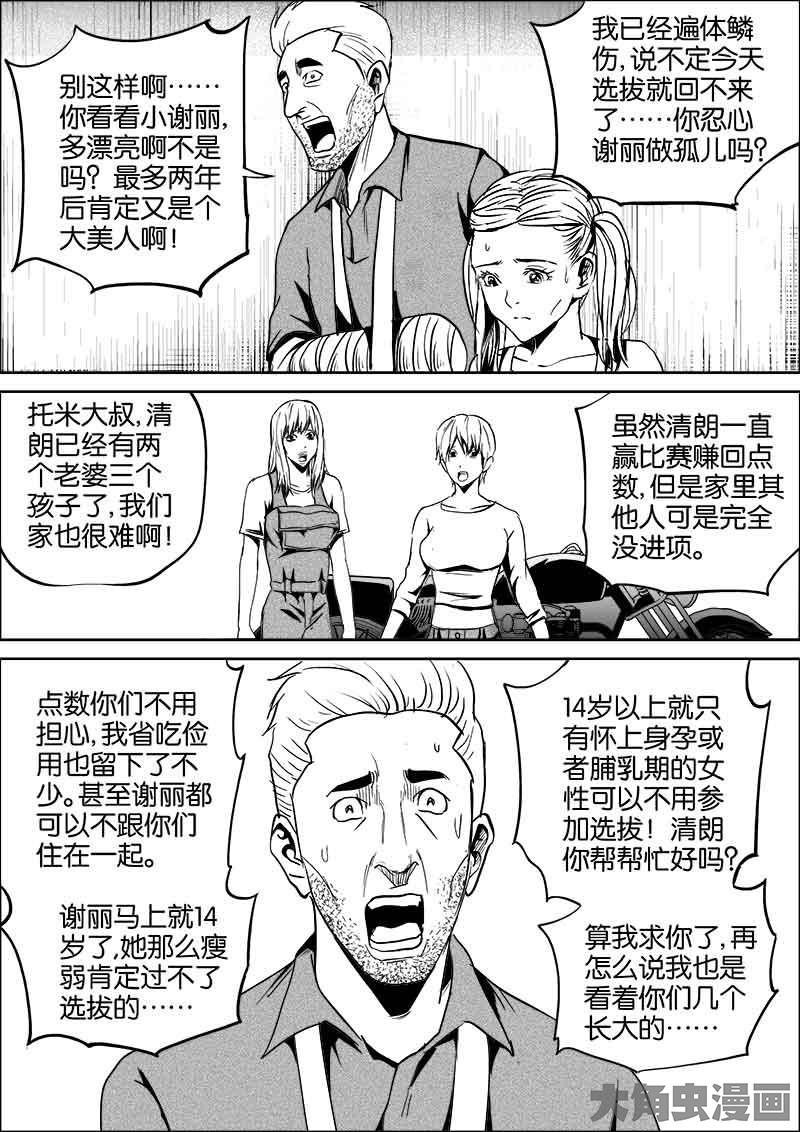 别这样啊……
你看看小谢丽,
多漂亮啊不是
吗？最多两年
后肯定又是个
大美人啊！
我已经遍体鳞
伤,说不定今天
选拔就回不来
了……你忍心
谢丽做孤儿吗?
托米大叔,清
朗已经有两
个老婆三个
孩子了,我们
家也很难啊！
虽然清朗一直
赢比赛赚回点
数,但是家里其
他人可是完全
没进项。
点数你们不用
担心,我省吃俭
用也留下了不
少。甚至谢丽都
可以不跟你们
住在一起。
谢丽马上就14
岁了,她那么瘦
弱肯定过不了
选拔的……
14岁以上就只
有怀上身孕或
者脯乳期的女
性可以不用参
加选拔！清朗
你帮帮忙好吗?
算我求你了,再
怎么说我也是
看着你们几个
长大的……
大角虫漫画